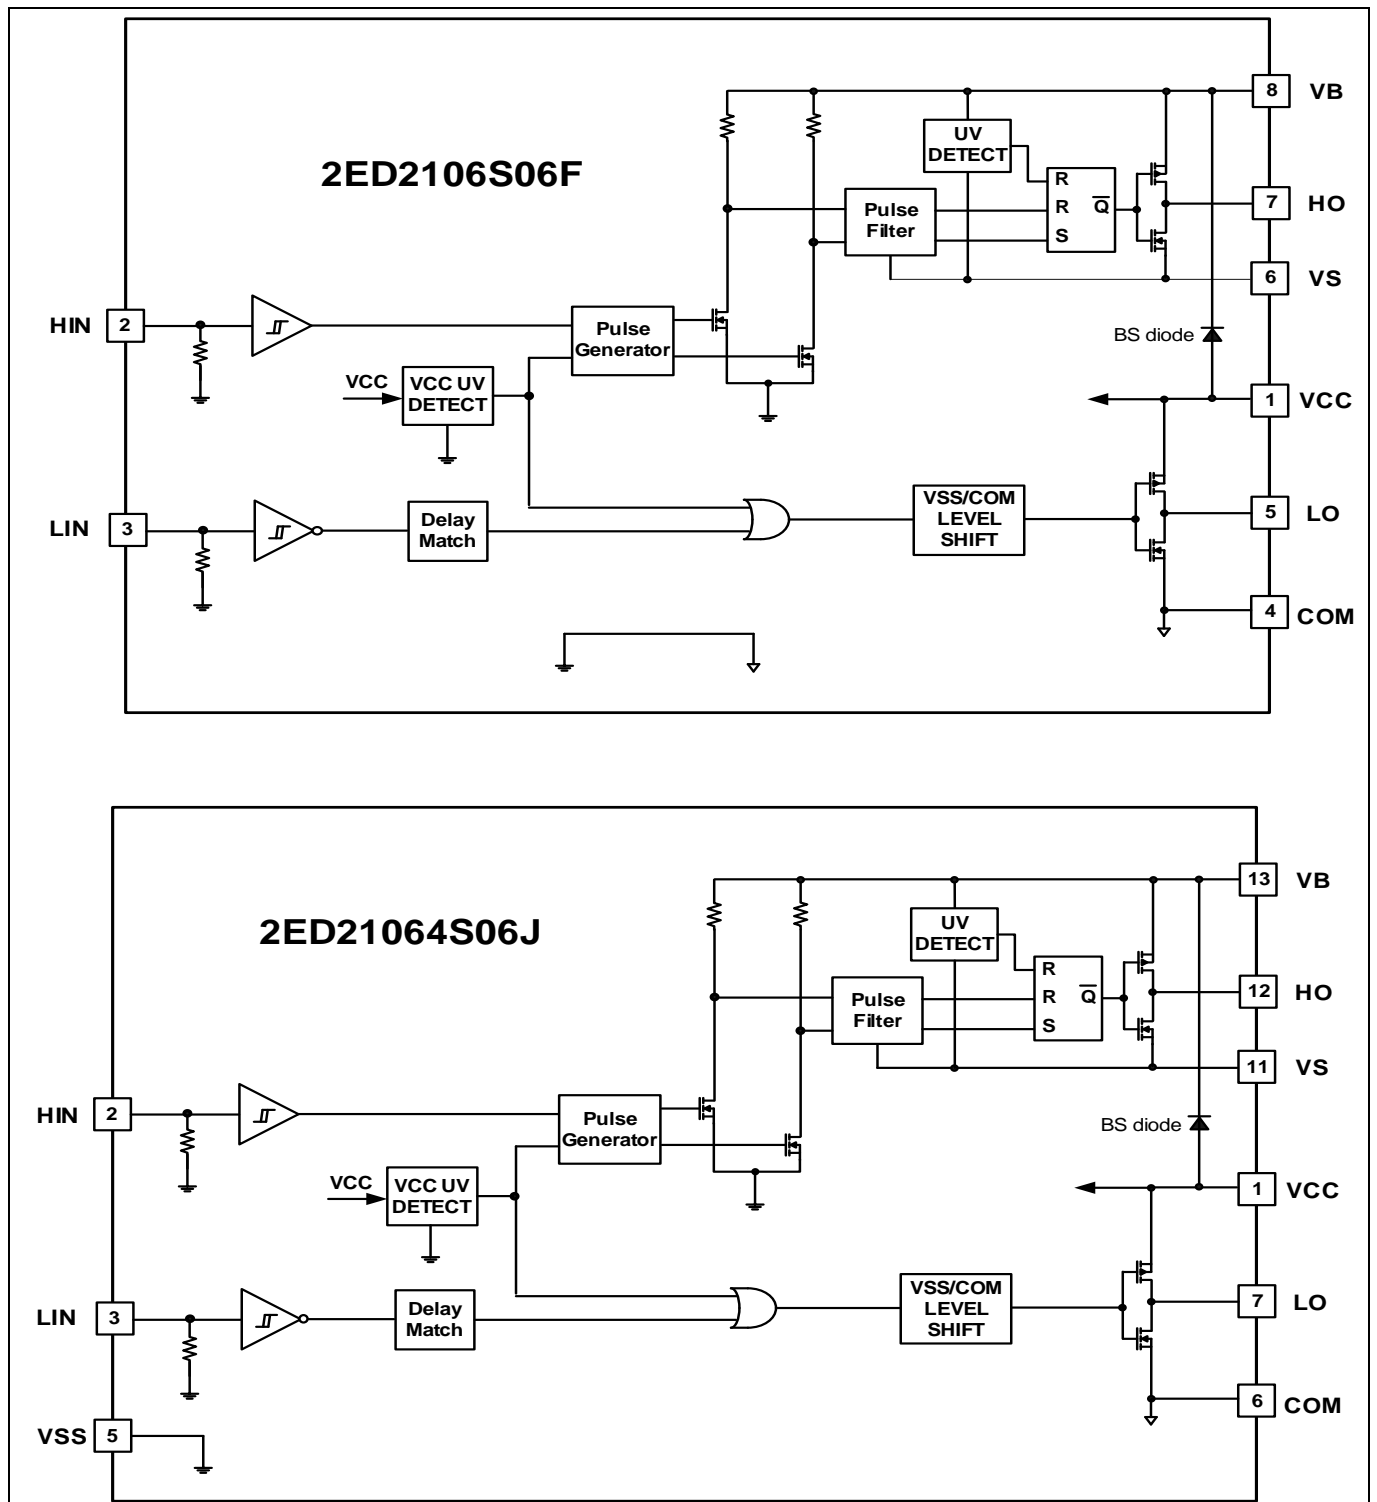 8
VB
UV
DETECT
2ED2106S06F
R
R
Q
S
Pulse
Filter
7
HO
6
VS
HIN
2
Pulse
Generator
BS diode
VCC
VCC UV
DETECT
1
VCC
LIN
3
Delay
Match
VSS/COM
LEVEL
SHIFT
5
LO
4
COM
13
VB
UV
DETECT
2ED21064S06J
R
R
Q
S
Pulse
Filter
12
HO
11
VS
HIN
2
Pulse
Generator
BS diode
VCC
VCC UV
DETECT
1
VCC
LIN
3
Delay
Match
VSS/COM
LEVEL
SHIFT
7
LO
6
COM
VSS
5